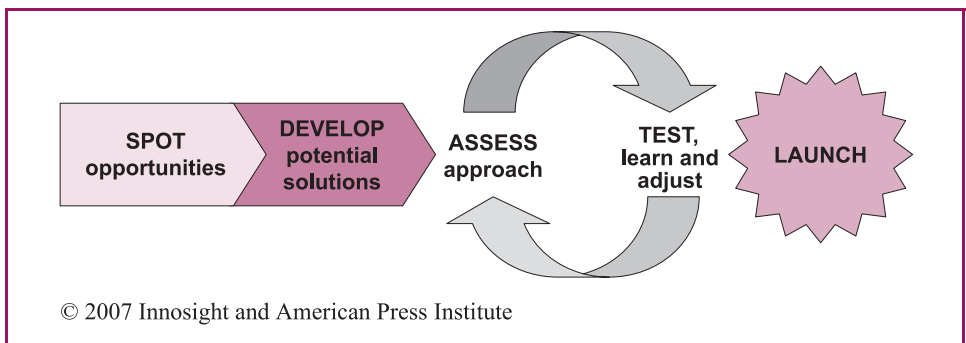 SPOT
opportunities
DEVELOP
potential
solutions
ASSESS
approach
TEST,
learn and
adjust
LAUNCH
© 2007 Innosight and American Press Institute